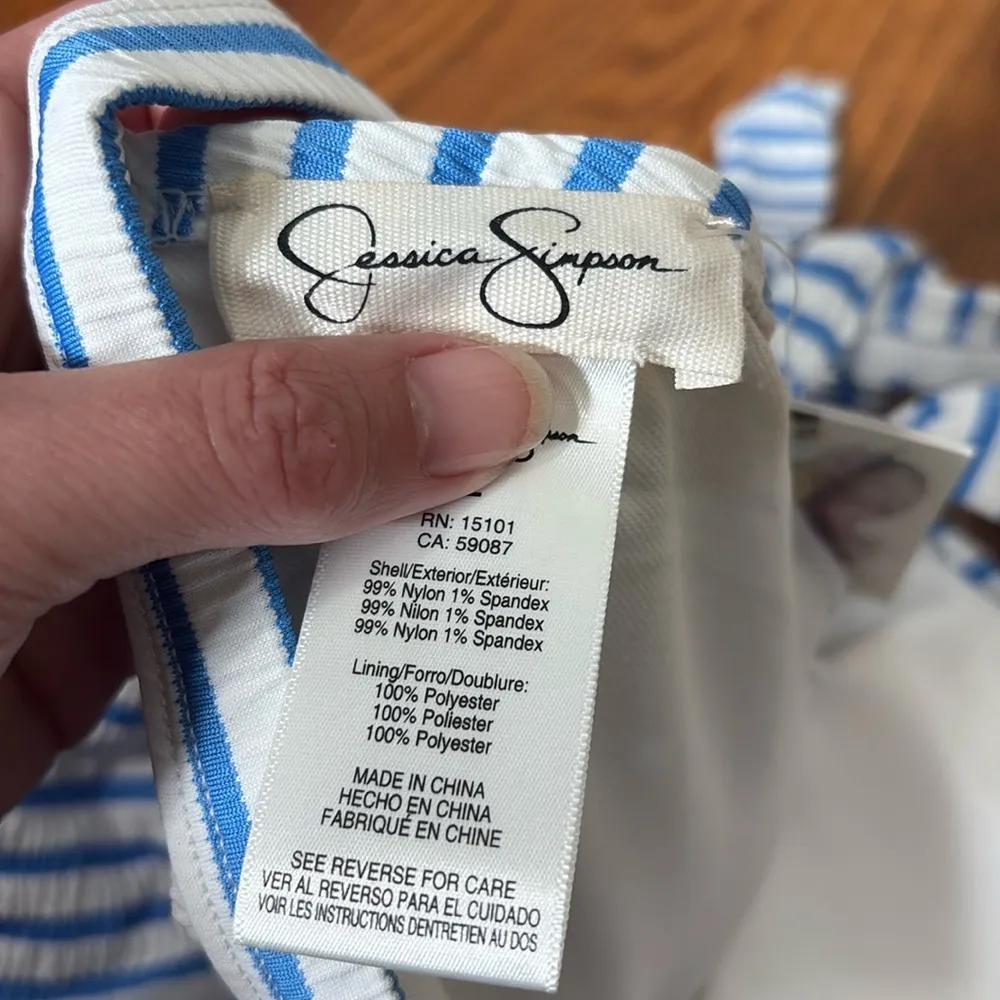 Jessica Simpson
RN: 15101
CA: 59087
Shell/Exterior/Extérieur:
99% Nylon 1% Spandex
99% Nilon 1% Spandex
99% Nylon 1% Spandex
Lining/Forro/Doublure:
100% Polyester
100% Poliester
100% Polyester
MADE IN CHINA
HECHO EN CHINA
FABRIQUÉ EN CHINE
SEE REVERSE FOR CARE
VER AL REVERSO PARA EL CUIDADO
VOIR LES INSTRUCTIONS DENTRETIEN AU DOS